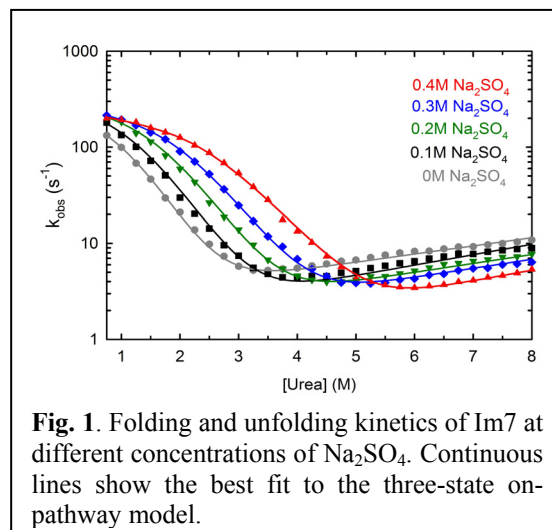 1000
100
10
1
k_obs (s⁻¹)
0.4M Na₂SO₄
0.3M Na₂SO₄
0.2M Na₂SO₄
0.1M Na₂SO₄
0M Na₂SO₄
1 2 3 4 5 6 7 8
[Urea] (M)
Fig. 1. Folding and unfolding kinetics of Im7 at
different concentrations of Na₂SO₄. Continuous
lines show the best fit to the three-state on-
pathway model.